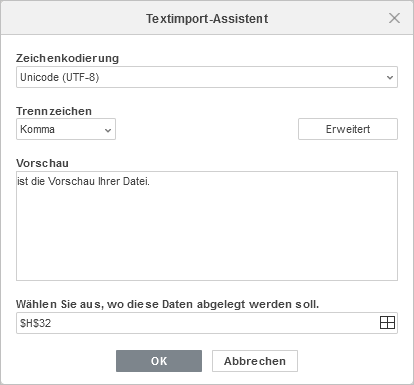 Textimport-Assistent
Zeichenkodierung
Unicode (UTF-8)
Trennzeichen
Komma
Erweitert
Vorschau
ist die Vorschau Ihrer Datei.
Wählen Sie aus, wo diese Daten abgelegt werden soll.
$H$32
OK
Abbrechen